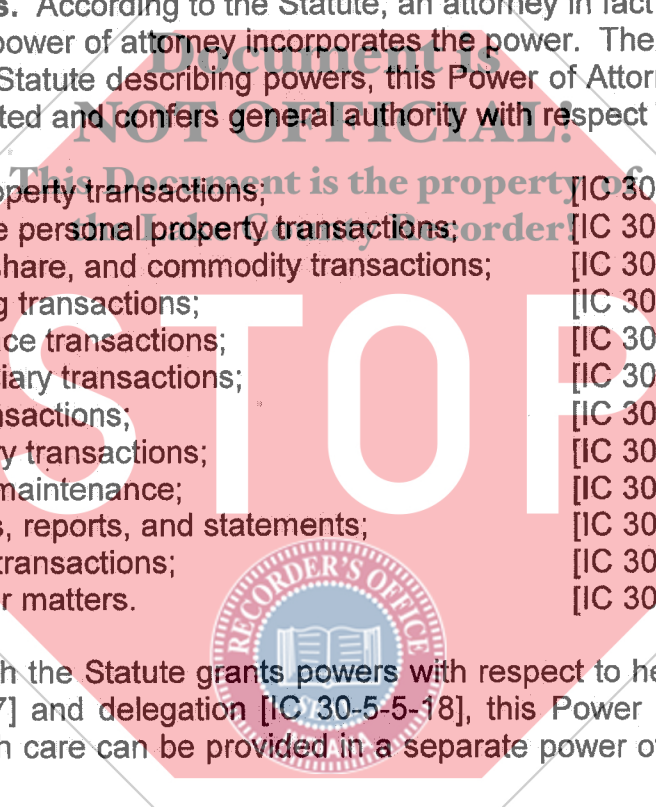 s. According to the Statute, an attorney in fact
power of attorney incorporates the power. The
Document is
Statute describing powers, this Power of Attor
NOT OFFICIAL!
ted and confers general authority with respect
This Document is the property of
operty transactions; [IC 30
the Lake County Recorder!
e personal property transactions; [IC 30
share, and commodity transactions; [IC 30
g transactions; [IC 30
ce transactions; [IC 30
iary transactions; [IC 30
nsactions; [IC 30
y transactions; [IC 30
maintenance; [IC 30
s, reports, and statements; [IC 30
transactions; [IC 30
r matters. [IC 30
STOP
RECORDER'S OFFICE
SEAL
INDIANA
h the Statute grants powers with respect to he
7] and delegation [IC 30-5-5-18], this Power
h care can be provided in a separate power o